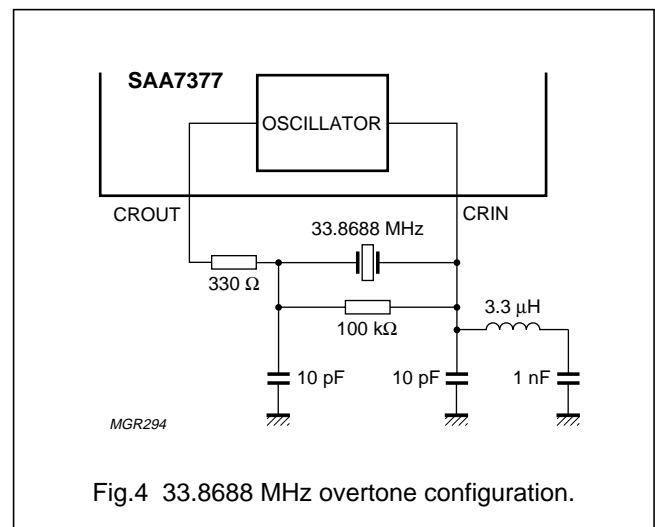 SAA7377
OSCILLATOR
CROUT
CRIN
33.8688 MHz
330 Ω
3.3 µH
100 kΩ
10 pF
10 pF
1 nF
MGR294
Fig.4 33.8688 MHz overtone configuration.